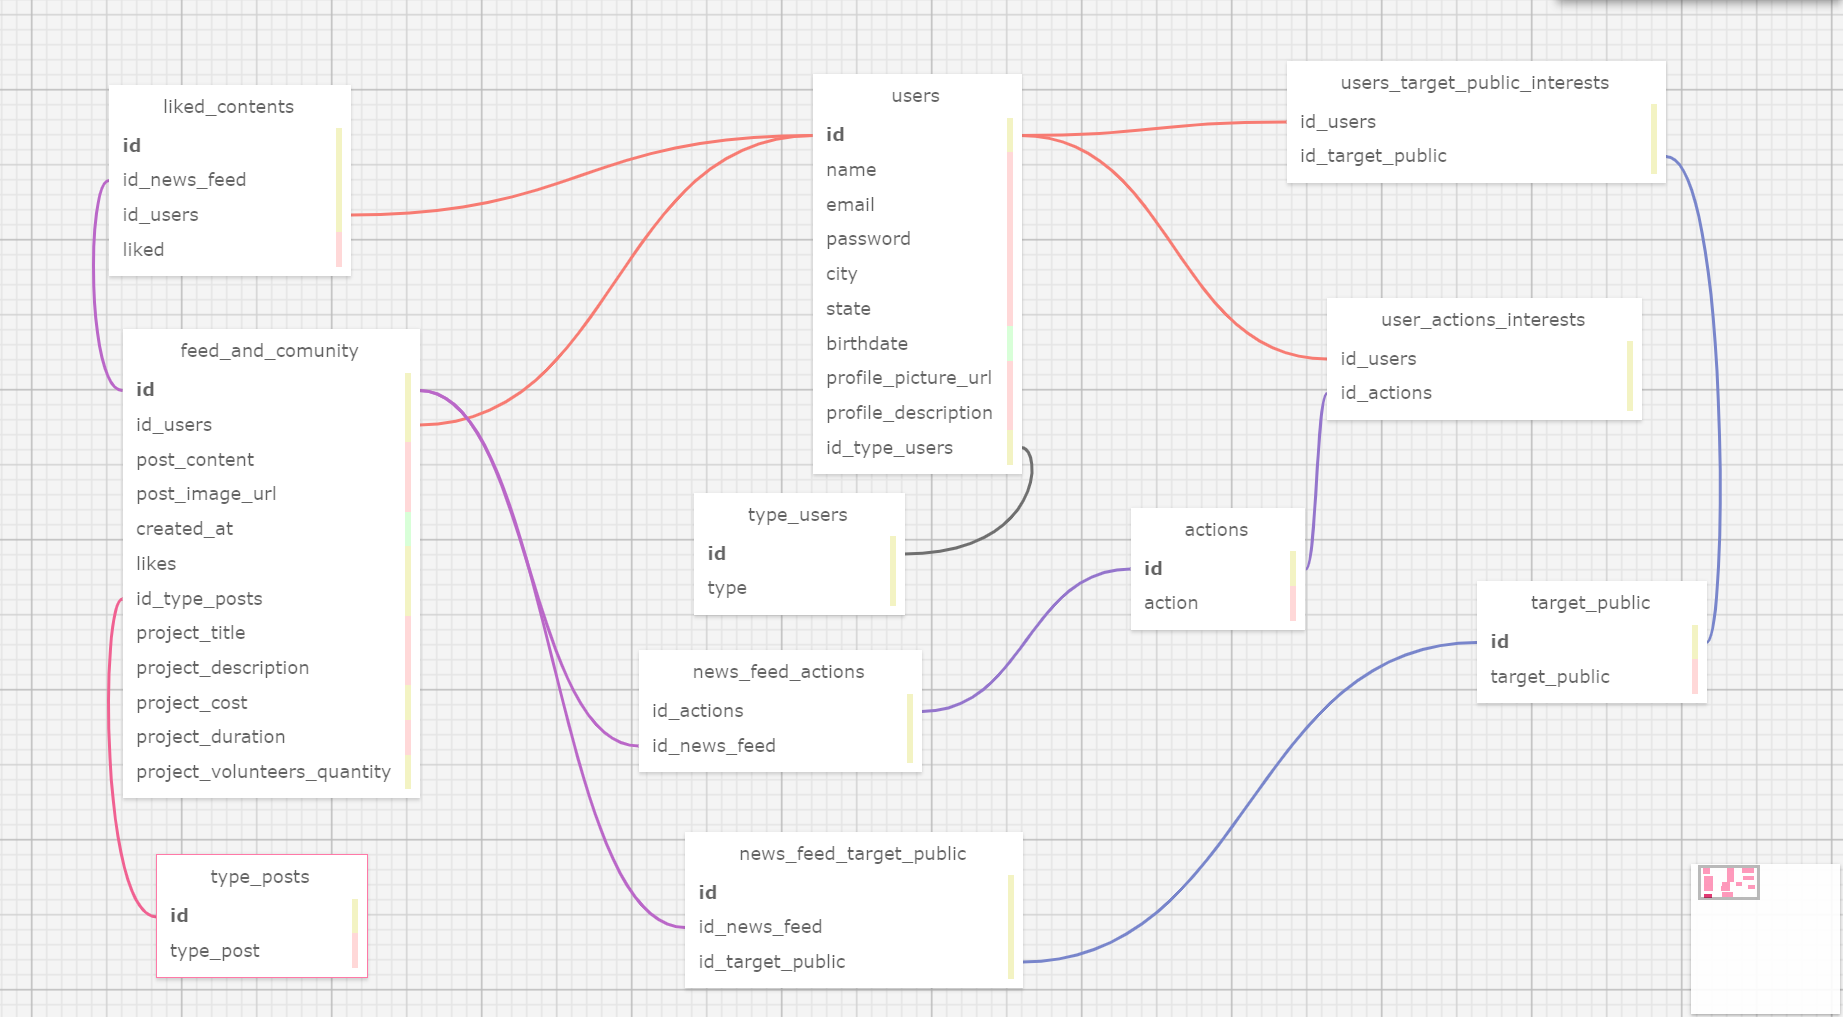 liked_contents
id
id_news_feed
id_users
liked
feed_and_comunity
id
id_users
post_content
post_image_url
created_at
likes
id_type_posts
project_title
project_description
project_cost
project_duration
project_volunteers_quantity
type_posts
id
type_post
users
id
name
email
password
city
state
birthdate
profile_picture_url
profile_description
id_type_users
type_users
id
type
news_feed_actions
id_actions
id_news_feed
news_feed_target_public
id
id_news_feed
id_target_public
users_target_public_interests
id_users
id_target_public
user_actions_interests
id_users
id_actions
actions
id
action
target_public
id
target_public